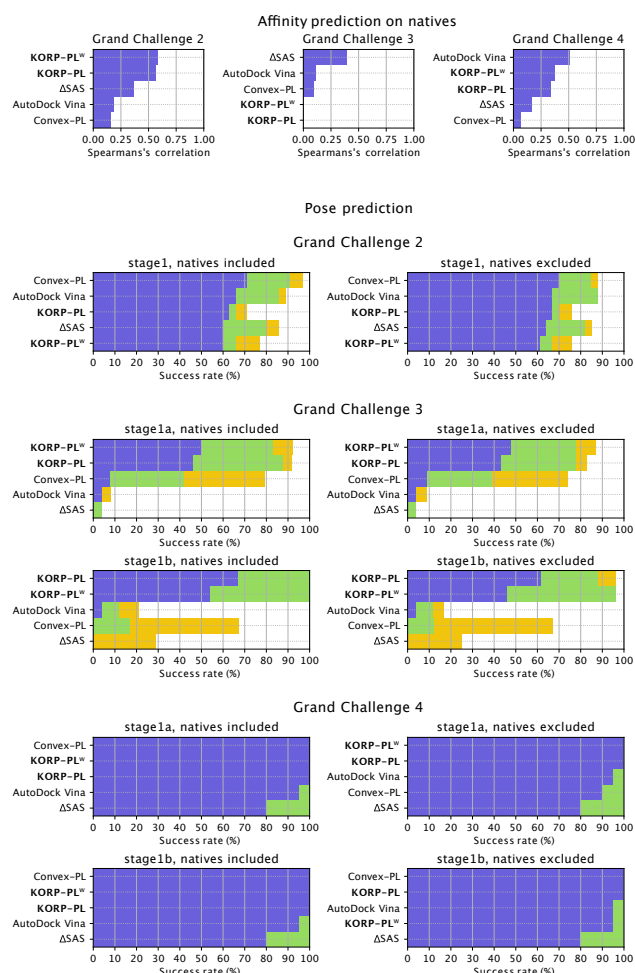 Affinity prediction on natives
Grand Challenge 2
Grand Challenge 3
Grand Challenge 4
KORP-PLʷ
KORP-PL
ΔSAS
AutoDock Vina
Convex-PL
0.00 0.25 0.50 0.75 1.00
Spearmans's correlation
ΔSAS
AutoDock Vina
Convex-PL
KORP-PLʷ
KORP-PL
0.00 0.25 0.50 0.75 1.00
Spearmans's correlation
AutoDock Vina
KORP-PLʷ
KORP-PL
ΔSAS
Convex-PL
0.00 0.25 0.50 0.75 1.00
Spearmans's correlation
Pose prediction
Grand Challenge 2
stage1, natives included
Convex-PL
AutoDock Vina
KORP-PL
ΔSAS
KORP-PLʷ
0 10 20 30 40 50 60 70 80 90 100
Success rate (%)
stage1, natives excluded
Convex-PL
AutoDock Vina
KORP-PL
ΔSAS
KORP-PLʷ
0 10 20 30 40 50 60 70 80 90 100
Success rate (%)
Grand Challenge 3
stage1a, natives included
KORP-PLʷ
KORP-PL
Convex-PL
AutoDock Vina
ΔSAS
0 10 20 30 40 50 60 70 80 90 100
Success rate (%)
stage1a, natives excluded
KORP-PLʷ
KORP-PL
Convex-PL
AutoDock Vina
ΔSAS
0 10 20 30 40 50 60 70 80 90 100
Success rate (%)
stage1b, natives included
KORP-PL
KORP-PLʷ
AutoDock Vina
Convex-PL
ΔSAS
0 10 20 30 40 50 60 70 80 90 100
Success rate (%)
stage1b, natives excluded
KORP-PL
KORP-PLʷ
AutoDock Vina
Convex-PL
ΔSAS
0 10 20 30 40 50 60 70 80 90 100
Success rate (%)
Grand Challenge 4
stage1a, natives included
Convex-PL
KORP-PLʷ
KORP-PL
AutoDock Vina
ΔSAS
0 10 20 30 40 50 60 70 80 90 100
Success rate (%)
stage1a, natives excluded
KORP-PLʷ
KORP-PL
AutoDock Vina
Convex-PL
ΔSAS
0 10 20 30 40 50 60 70 80 90 100
Success rate (%)
stage1b, natives included
Convex-PL
KORP-PLʷ
KORP-PL
AutoDock Vina
ΔSAS
0 10 20 30 40 50 60 70 80 90 100
Success rate (%)
stage1b, natives excluded
Convex-PL
KORP-PL
AutoDock Vina
KORP-PLʷ
ΔSAS
0 10 20 30 40 50 60 70 80 90 100
Success rate (%)